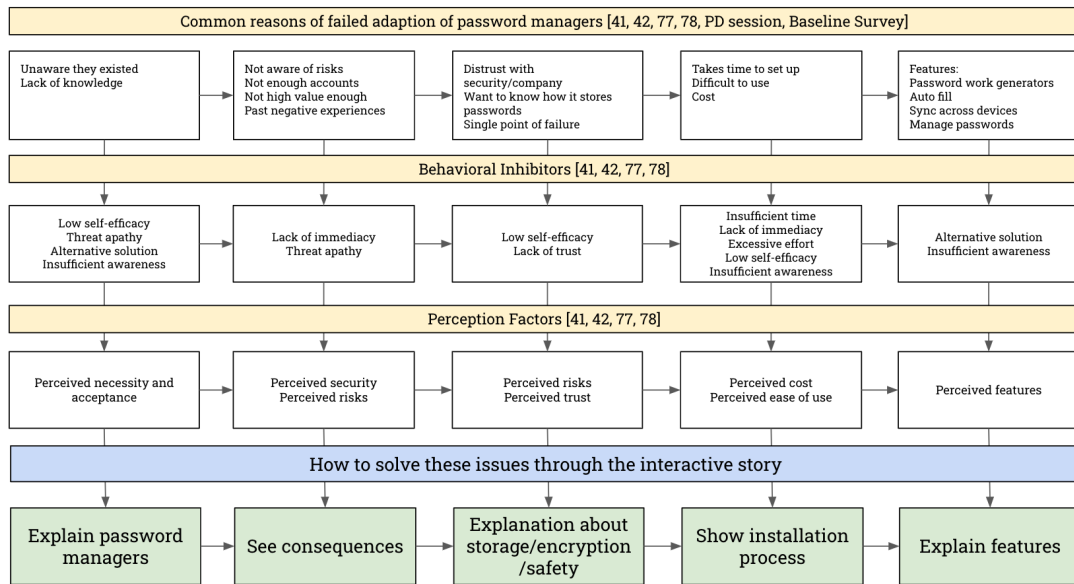 Common reasons of failed adaption of password managers [41, 42, 77, 78, PD session, Baseline Survey]
Unaware they existed
Lack of knowledge
Not aware of risks
Not enough accounts
Not high value enough
Past negative experiences
Distrust with
security/company
Want to know how it stores
passwords
Single point of failure
Takes time to set up
Difficult to use
Cost
Features:
Password work generators
Auto fill
Sync across devices
Manage passwords
Behavioral Inhibitors [41, 42, 77, 78]
Low self-efficacy
Threat apathy
Alternative solution
Insufficient awareness
Lack of immediacy
Threat apathy
Low self-efficacy
Lack of trust
Insufficient time
Lack of immediacy
Excessive effort
Low self-efficacy
Insufficient awareness
Alternative solution
Insufficient awareness
Perception Factors [41, 42, 77, 78]
Perceived necessity and
acceptance
Perceived security
Perceived risks
Perceived risks
Perceived trust
Perceived cost
Perceived ease of use
Perceived features
How to solve these issues through the interactive story
Explain password
managers
See consequences
Explanation about
storage/encryption
/safety
Show installation
process
Explain features